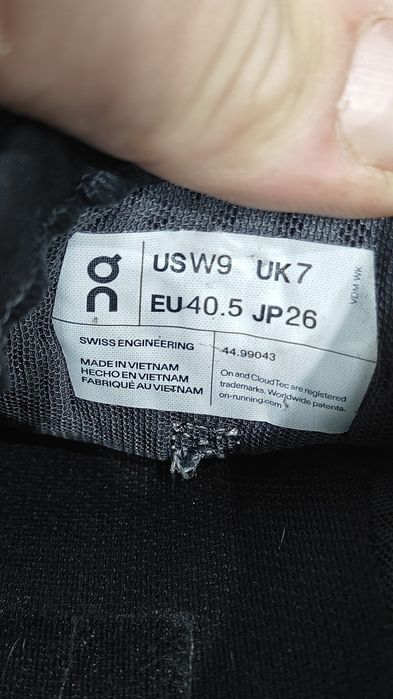 on
USW9 UK7
EU40.5 JP26
VDM WK
SWISS ENGINEERING
44.99043
MADE IN VIETNAM
HECHO EN VIETNAM
FABRIQUÉ AU VIETNAM
On and CloudTec are registered
trademarks. Worldwide patents.
on-running.com